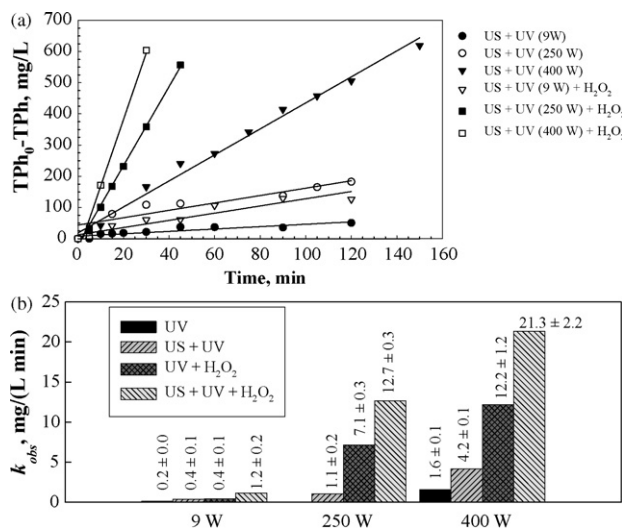 (a)
700
600
500
400
300
200
100
0
TPh₀-TPh, mg/L
0 20 40 60 80 100 120 140 160
Time, min
US + UV (9W)
US + UV (250 W)
US + UV (400 W)
US + UV (9 W) + H₂O₂
US + UV (250 W) + H₂O₂
US + UV (400 W) + H₂O₂
(b)
25
20
15
10
5
0
k_obs, mg/(L min)
UV
US + UV
UV + H₂O₂
US + UV + H₂O₂
0.2 ± 0.0
0.4 ± 0.1
0.4 ± 0.1
1.2 ± 0.2
1.1 ± 0.2
7.1 ± 0.3
12.7 ± 0.3
1.6 ± 0.1
4.2 ± 0.1
12.2 ± 1.2
21.3 ± 2.2
9 W 250 W 400 W